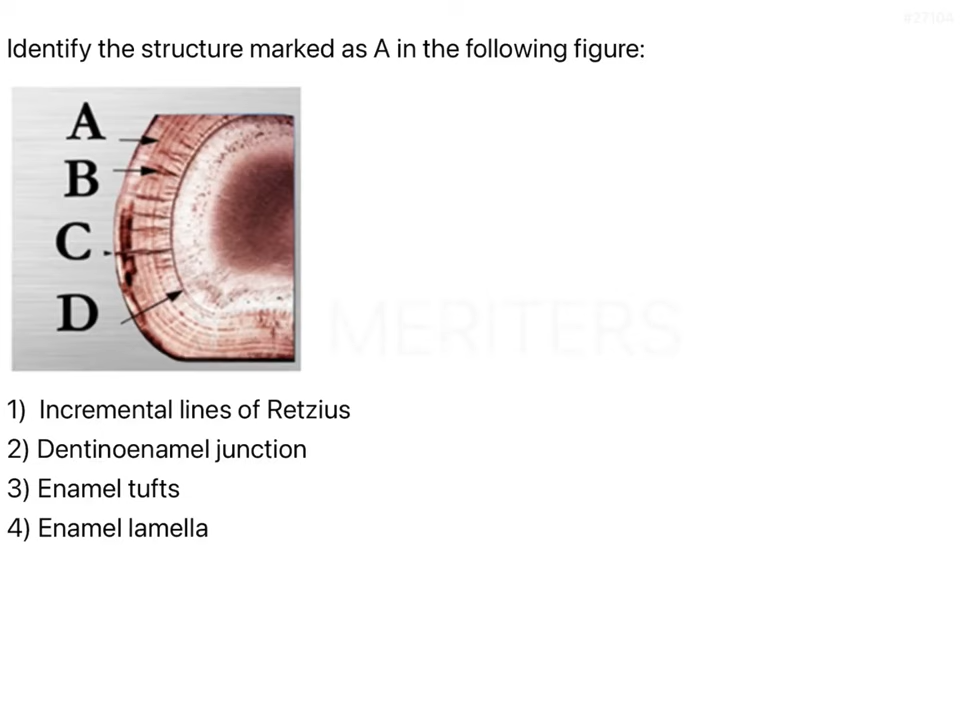 #27104
Identify the structure marked as A in the following figure:
A
B
C
D
MERITERS
1) Incremental lines of Retzius
2) Dentinoenamel junction
3) Enamel tufts
4) Enamel lamella